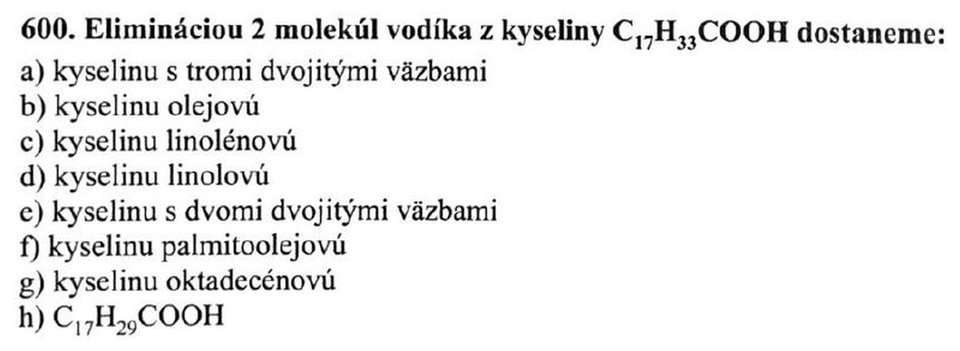 600. Elimináciou 2 molekúl vodíka z kyseliny C₁₇H₃₃COOH dostaneme:
a) kyselinu s tromi dvojitými väzbami
b) kyselinu olejovú
c) kyselinu linolénovú
d) kyselinu linolovú
e) kyselinu s dvomi dvojitými väzbami
f) kyselinu palmitoolejovú
g) kyselinu oktadecénovú
h) C₁₇H₂₉COOH